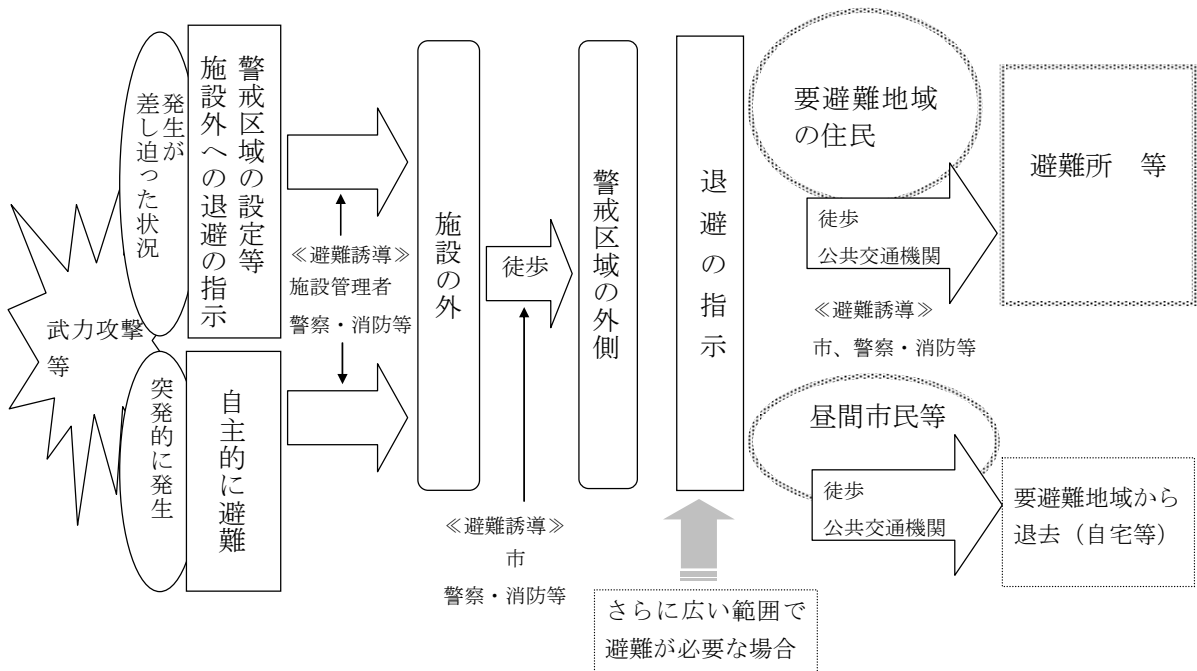 武力攻撃
等
発生が
差し迫った状況
警戒区域の設定等
施設外への退避の指示
突発的に発生
自主的に避難
≪避難誘導≫
施設管理者
警察・消防等
施設の外
徒歩
≪避難誘導≫
市
警察・消防等
警戒区域の外側
退避の指示
さらに広い範囲で
避難が必要な場合
要避難地域
の住民
徒歩
公共交通機関
≪避難誘導≫
市、警察・消防等
避難所　等
昼間市民等
徒歩
公共交通機関
要避難地域から
退去（自宅等）